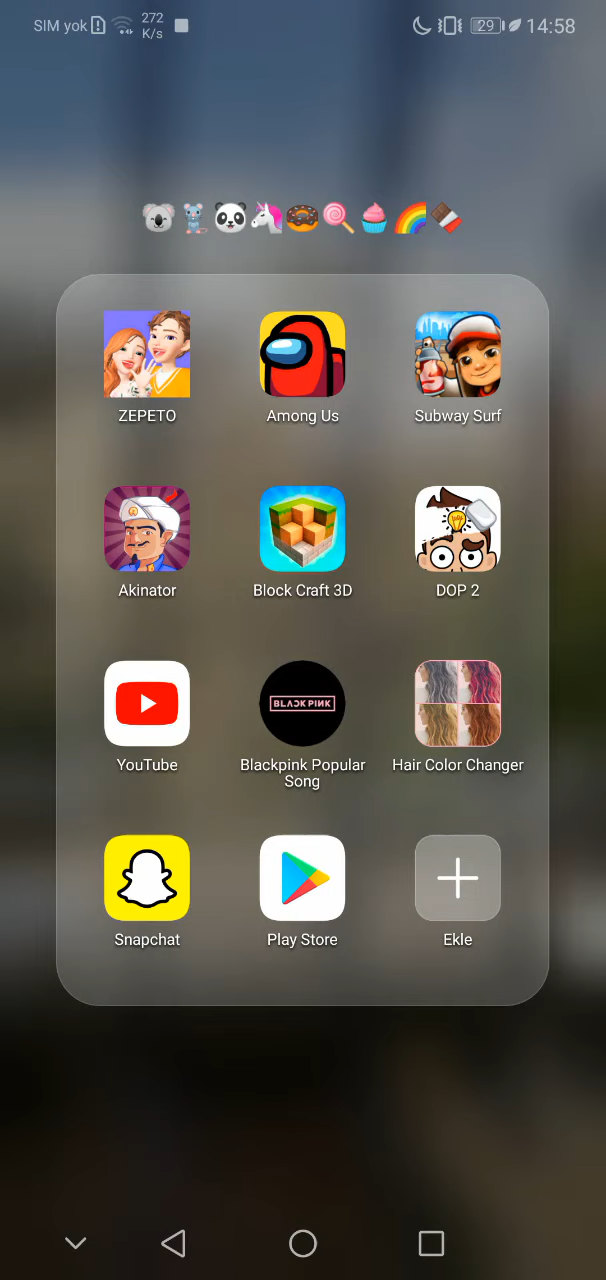 SIM yok 272 K/s 29 14:58
🐨🐁🐼🦄🍩🍭🧁🌈🍫
ZEPETO Among Us Subway Surf
Akinator Block Craft 3D DOP 2
BLACKPINK
YouTube Blackpink Popular Song Hair Color Changer
Snapchat Play Store Ekle